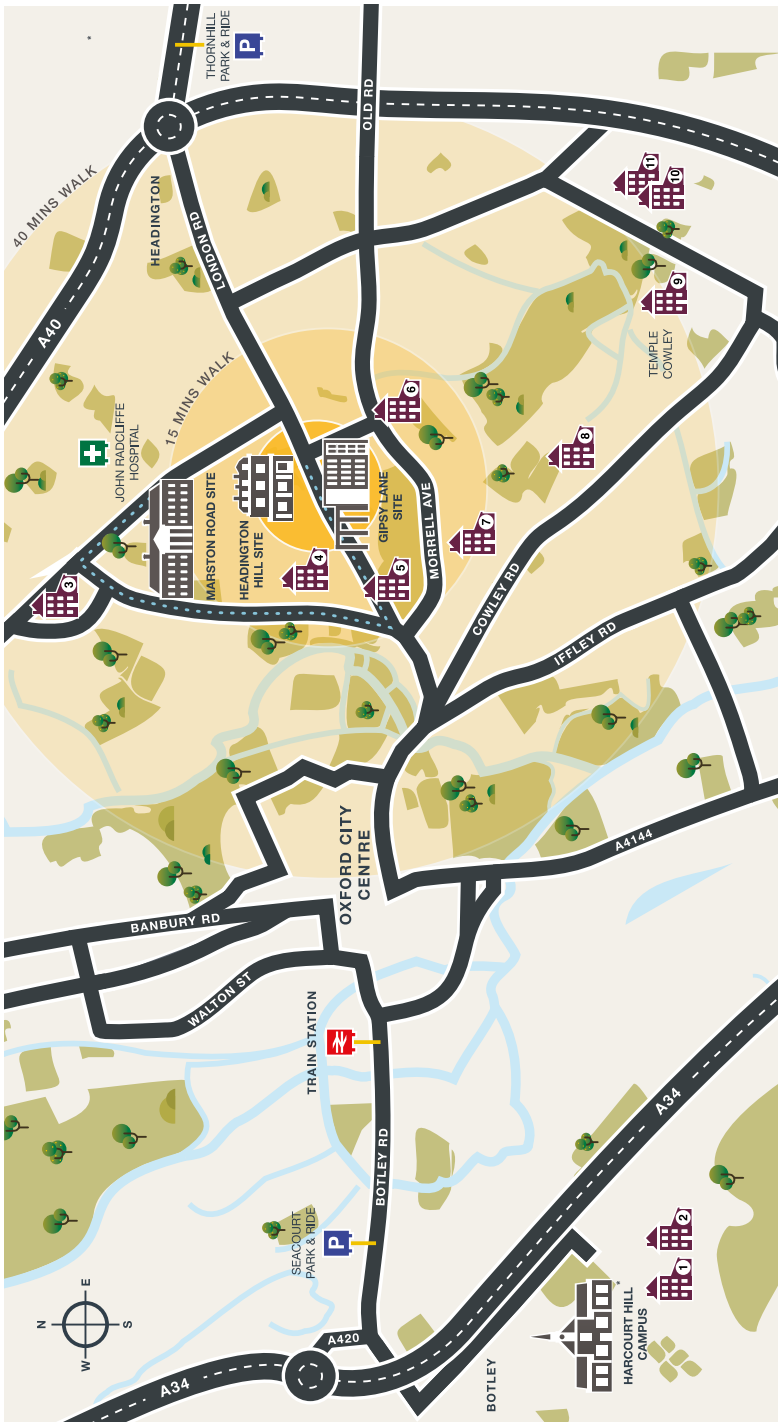 40 MINS WALK
THORNHILL
PARK & RIDE
P
HEADINGTON
LONDON RD
OLD RD
A40
15 MINS WALK
JOHN RADCLIFFE
HOSPITAL
MARSTON ROAD SITE
HEADINGTON
HILL SITE
GIPSY LANE
SITE
MORRELL AVE
COWLEY RD
IFFLEY RD
TEMPLE
COWLEY
11
10
9
8
7
6
5
4
3
OXFORD CITY
CENTRE
BANBURY RD
WALTON ST
A4144
TRAIN STATION
BOTLEY RD
SEACOURT
PARK & RIDE
P
A34
A420
A34
BOTLEY
HARCOURT HILL
CAMPUS
1
2
N
E
S
W